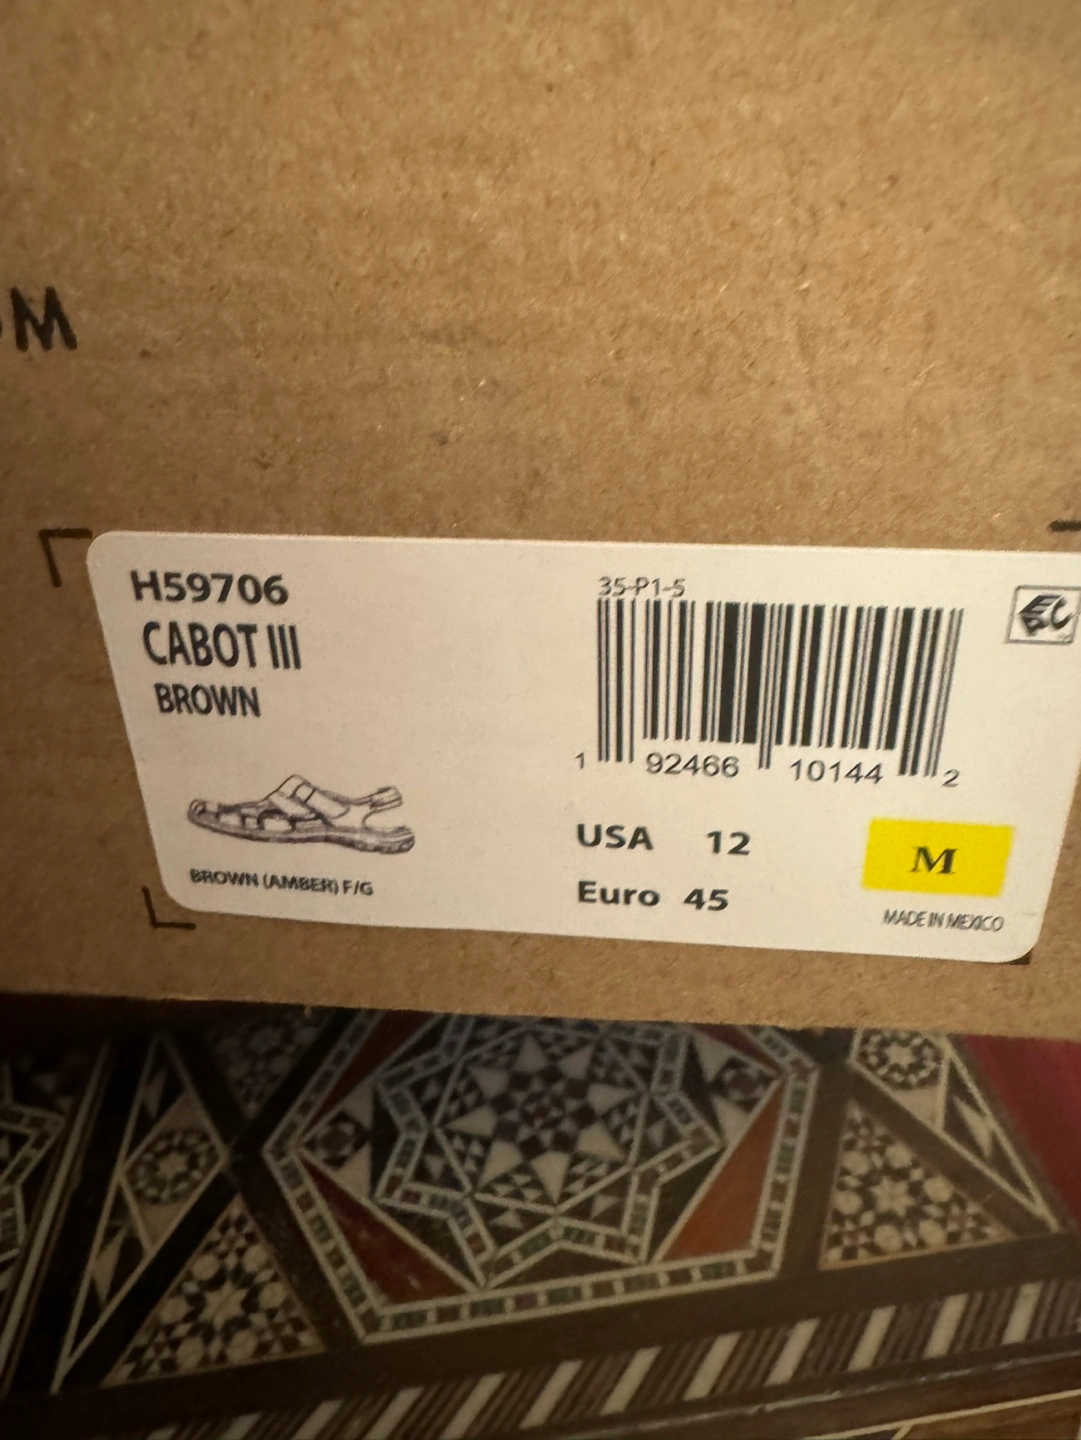 M
H59706
CABOT III
BROWN
BROWN (AMBER) F/G
35-P1-5
1 92466 10144 2
USA 12
Euro 45
M
MADE IN MEXICO